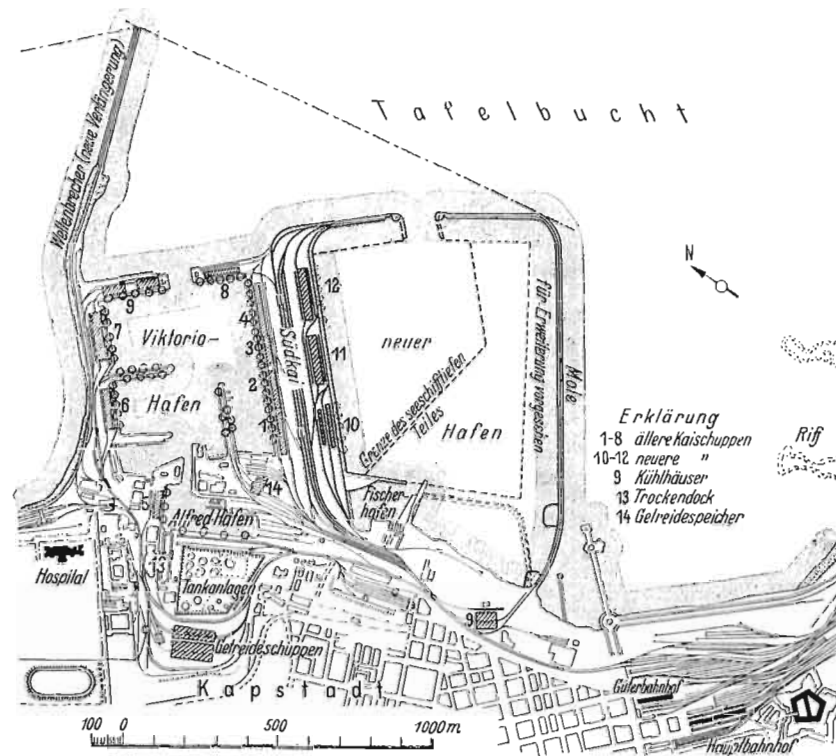 Tafelbucht
Wellenbrecher (neue Verlängerung)
N
9
8
7
12
Viktoria-
4
Südkai
neuer
3
11
für Erweiterung vorgesehen
Mole
2
6
Hafen
1
10
Grenze des seeschifftiefen
Teiles
Hafen
Erklärung
1-8 ältere Kaischuppen
10-12 neuere "
9 Kühlhäuser
13 Trockendock
14 Getreidespeicher
Riff
14
Fischer-
hafen
Alfred-Hafen
13
Hospital
Tankanlagen
9
Getreideschuppen
Kapstadt
Güterbahnhof
Hauptbahnhof
100 0 500 1000 m